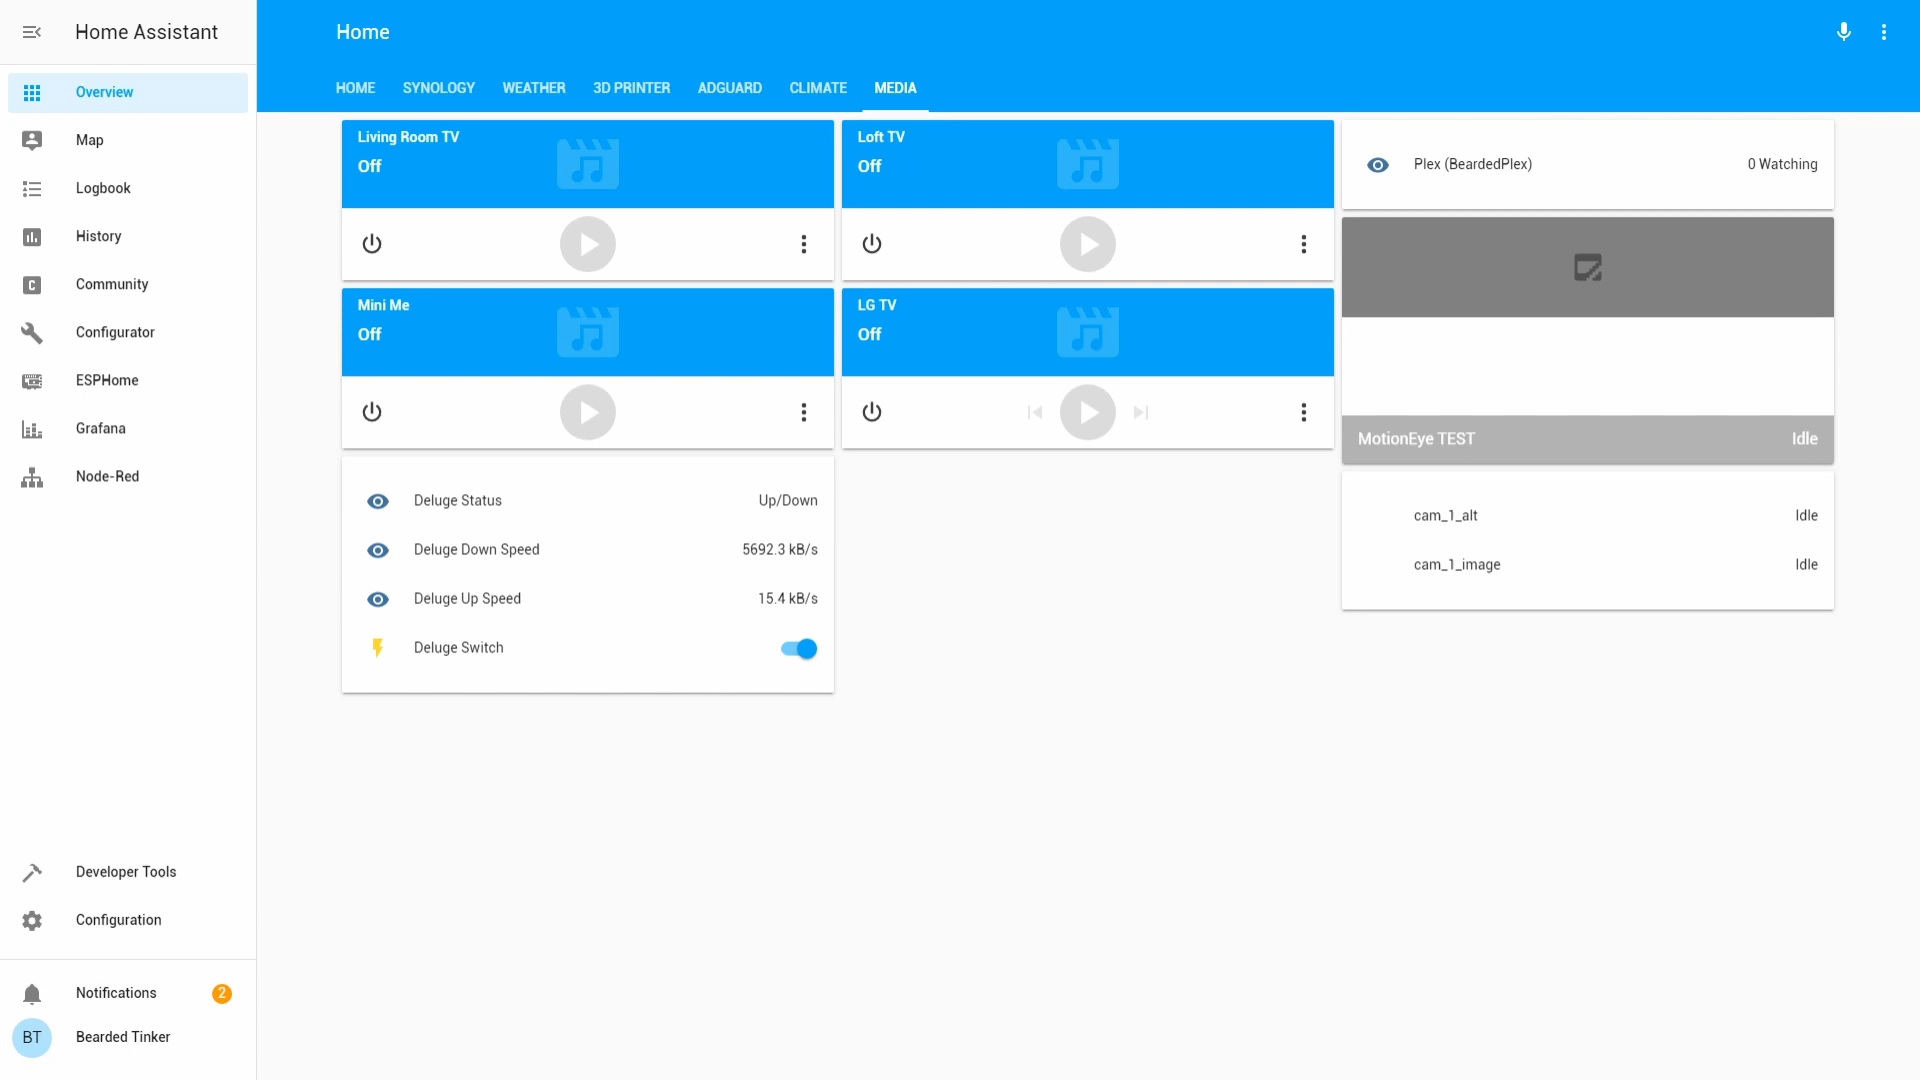 Home Assistant
Overview
Map
Logbook
History
C
Community
Configurator
ESPHome
Grafana
Node-Red
Developer Tools
Configuration
Notifications
2
BT
Bearded Tinker
Home
HOME
SYNOLOGY
WEATHER
3D PRINTER
ADGUARD
CLIMATE
MEDIA
Living Room TV
Off
Mini Me
Off
Deluge Status
Up/Down
Deluge Down Speed
5692.3 kB/s
Deluge Up Speed
15.4 kB/s
Deluge Switch
Loft TV
Off
LG TV
Off
Plex (BeardedPlex)
0 Watching
MotionEye TEST
Idle
cam_1_alt
Idle
cam_1_image
Idle